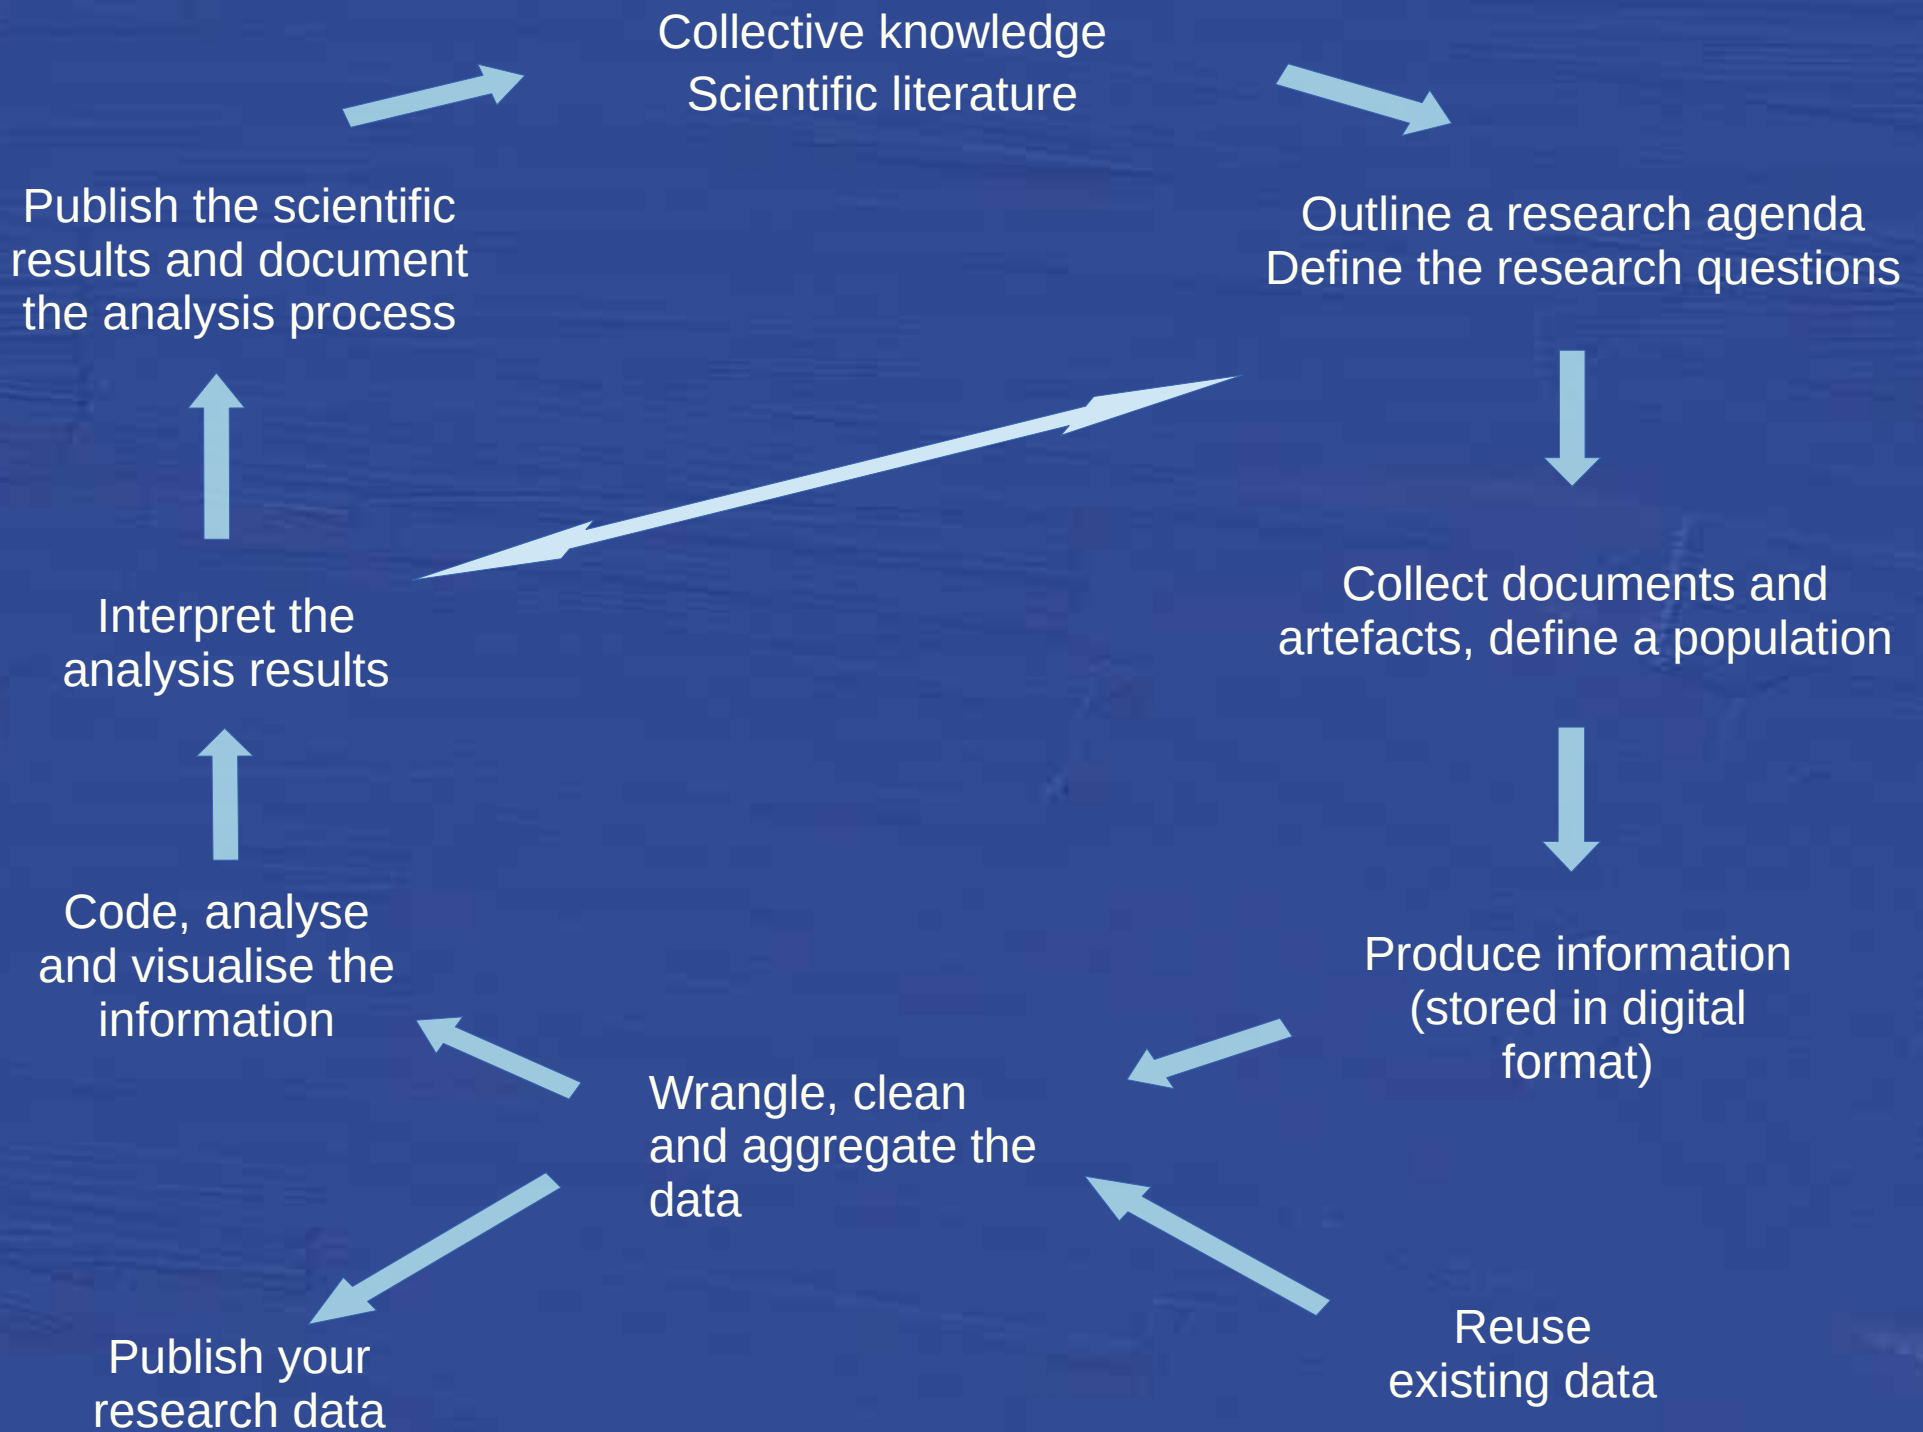 Collective knowledge
Scientific literature
Publish the scientific
results and document
the analysis process
Outline a research agenda
Define the research questions
Collect documents and
artefacts, define a population
Interpret the
analysis results
Code, analyse
and visualise the
information
Produce information
(stored in digital
format)
Wrangle, clean
and aggregate the
data
Publish your
research data
Reuse
existing data